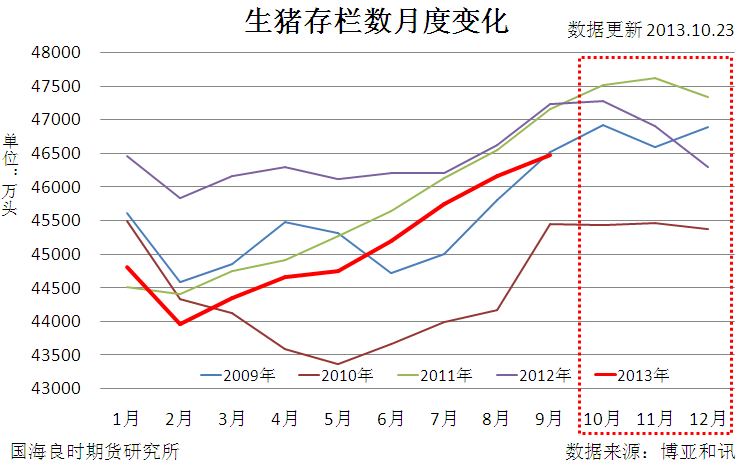 生猪存栏数月度变化
数据更新2013.10.23
单位：万头
48000
47500
47000
46500
46000
45500
45000
44500
44000
43500
43000
2009年 2010年 2011年 2012年 2013年
1月 2月 3月 4月 5月 6月 7月 8月 9月 10月 11月 12月
国海良时期货研究所 数据来源：博亚和讯